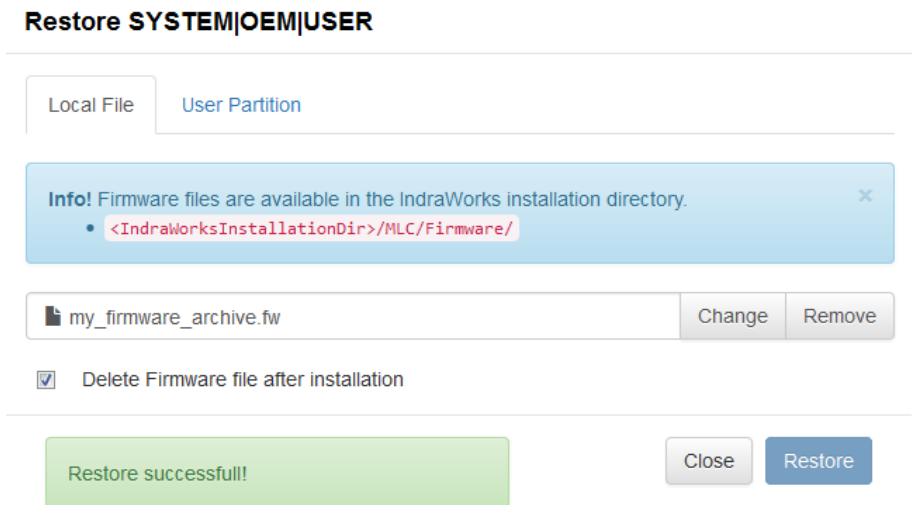 Restore SYSTEM|OEM|USER
Local File User Partition
Info! Firmware files are available in the IndraWorks installation directory. ×
• <IndraWorksInstallationDir>/MLC/Firmware/
my_firmware_archive.fw Change Remove
Delete Firmware file after installation
Restore successfull! Close Restore